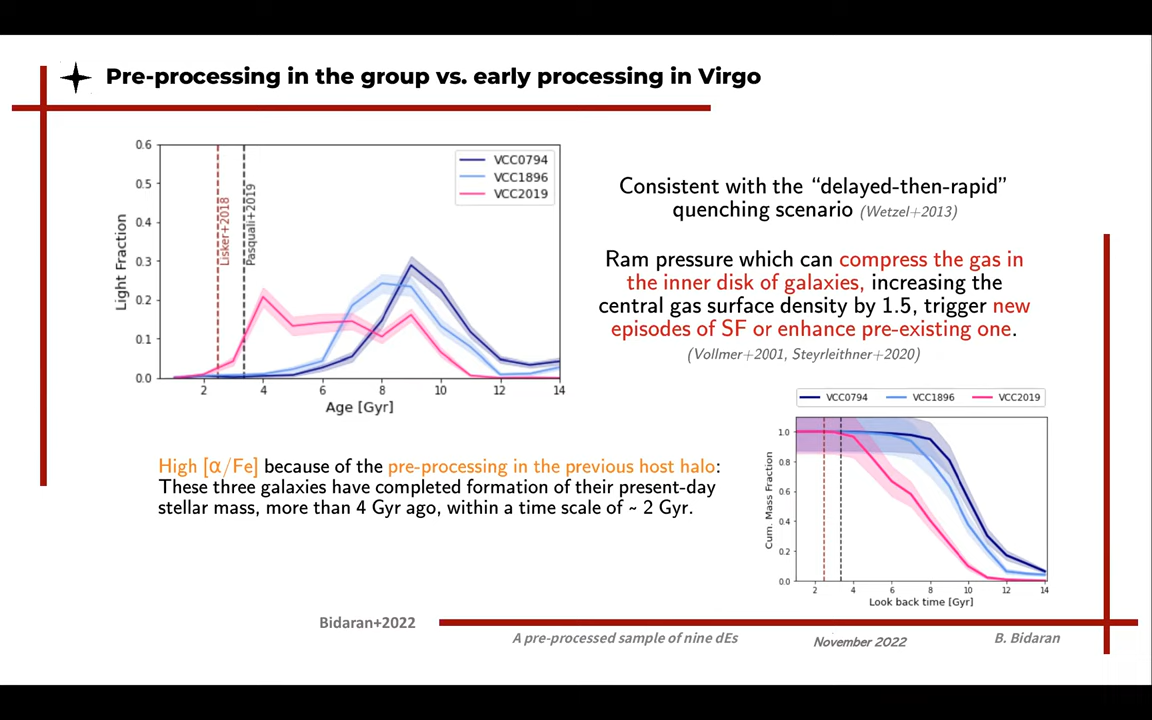 Pre-processing in the group vs. early processing in Virgo
0.6
0.5
0.4
0.3
0.2
0.1
0.0
Light Fraction
2
4
6
8
10
12
14
Age [Gyr]
Lisker+2018
Pasquali+2019
VCC0794
VCC1896
VCC2019
Consistent with the “delayed-then-rapid”
quenching scenario (Wetzel+2013)
Ram pressure which can compress the gas in
the inner disk of galaxies, increasing the
central gas surface density by 1.5, trigger new
episodes of SF or enhance pre-existing one.
(Vollmer+2001, Steyrleithner+2020)
High [α/Fe] because of the pre-processing in the previous host halo:
These three galaxies have completed formation of their present-day
stellar mass, more than 4 Gyr ago, within a time scale of ~ 2 Gyr.
VCC0794 VCC1896 VCC2019
1.0
0.8
0.6
0.4
0.2
0.0
Cum. Mass Fraction
2
4
6
8
10
12
14
Look back time [Gyr]
Bidaran+2022
A pre-processed sample of nine dEs
November 2022
B. Bidaran